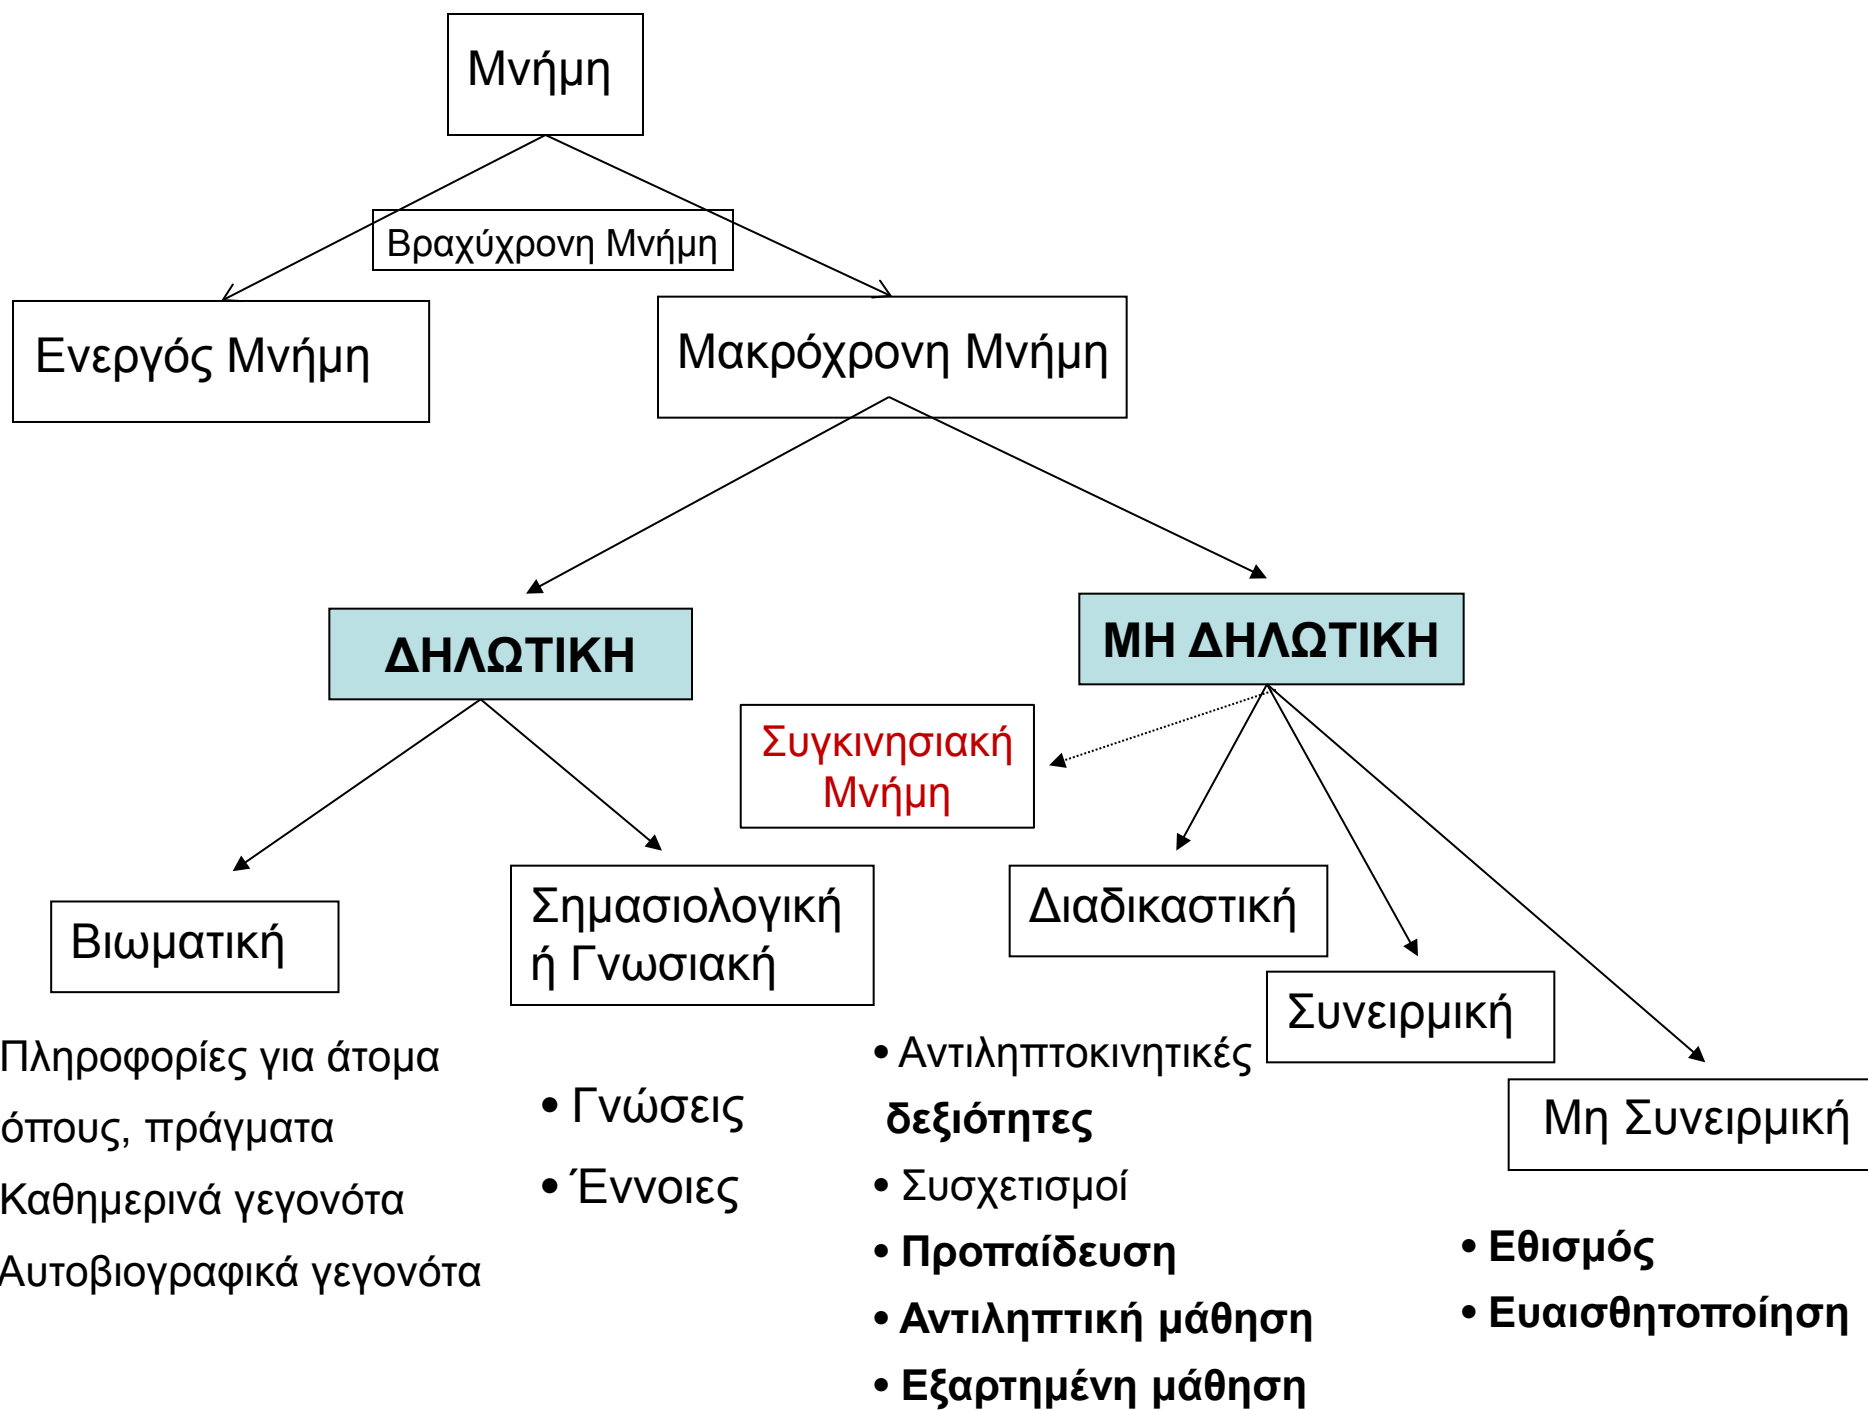 Μνήμη
Βραχύχρονη Μνήμη
Ενεργός Μνήμη
Μακρόχρονη Μνήμη
ΔΗΛΩΤΙΚΗ
ΜΗ ΔΗΛΩΤΙΚΗ
Συγκινησιακή
Μνήμη
Βιωματική
Σημασιολογική
ή Γνωσιακή
Διαδικαστική
Συνειρμική
Μη Συνειρμική
Πληροφορίες για άτομα
όπους, πράγματα
Καθημερινά γεγονότα
Αυτοβιογραφικά γεγονότα
• Γνώσεις
• Έννοιες
• Αντιληπτοκινητικές
δεξιότητες
• Συσχετισμοί
• Προπαίδευση
• Αντιληπτική μάθηση
• Εξαρτημένη μάθηση
• Εθισμός
• Ευαισθητοποίηση